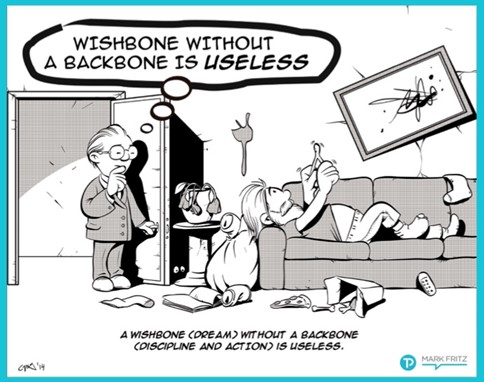 WISHBONE WITHOUT
A BACKBONE IS USELESS
A WISHBONE (DREAM) WITHOUT A BACKBONE
(DISCIPLINE AND ACTION) IS USELESS.
MARK FRITZ